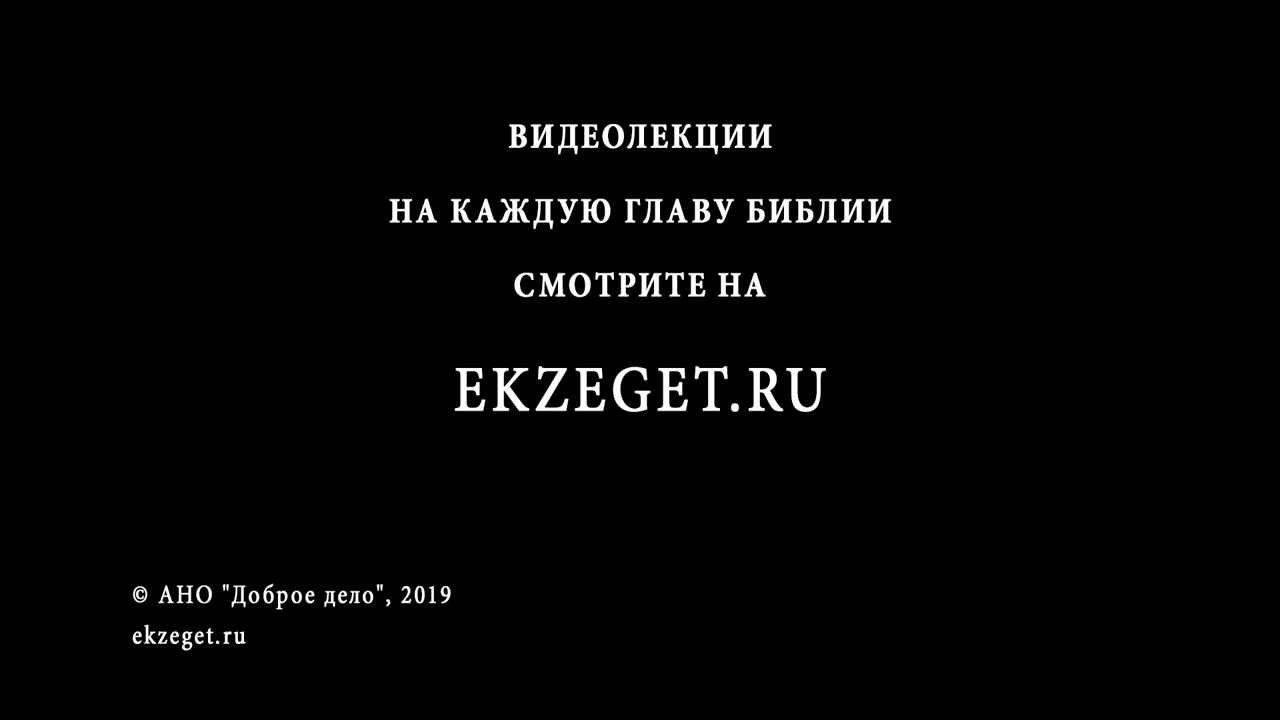 ВИДЕОЛЕКЦИИ
НА КАЖДУЮ ГЛАВУ БИБЛИИ
СМОТРИТЕ НА
EKZEGET.RU
© АНО "Доброе дело", 2019
ekzeget.ru